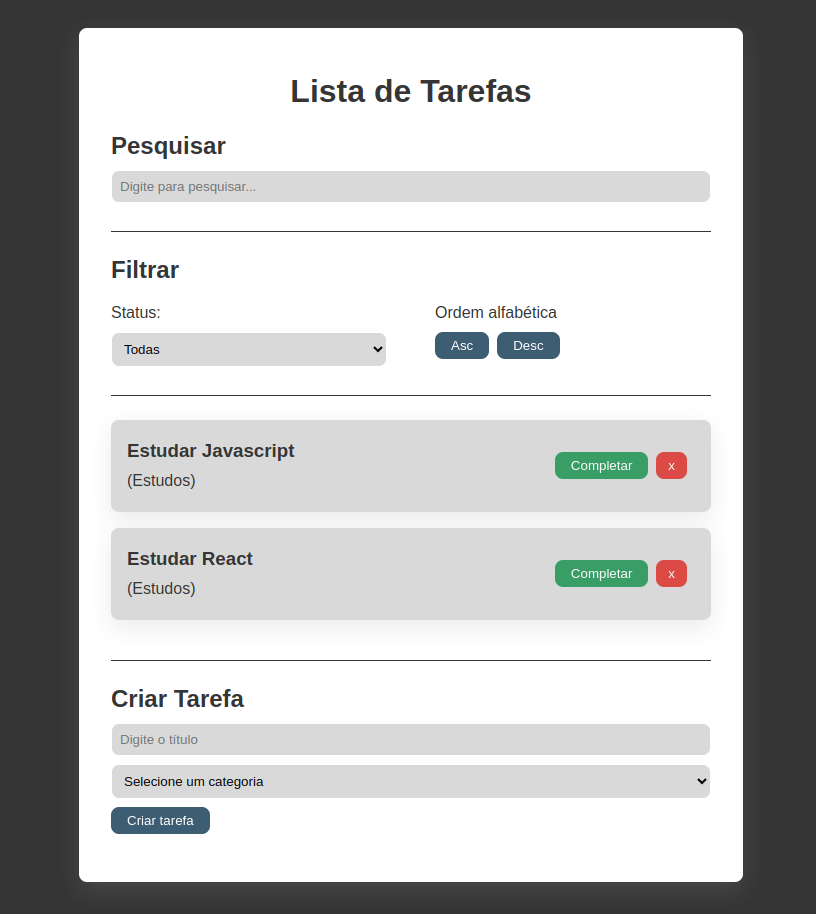 Lista de Tarefas
Pesquisar
Digite para pesquisar...
Filtrar
Status:
Todas
Ordem alfabética
Asc Desc
Estudar Javascript
(Estudos)
Completar x
Estudar React
(Estudos)
Completar x
Criar Tarefa
Digite o título
Selecione um categoria
Criar tarefa